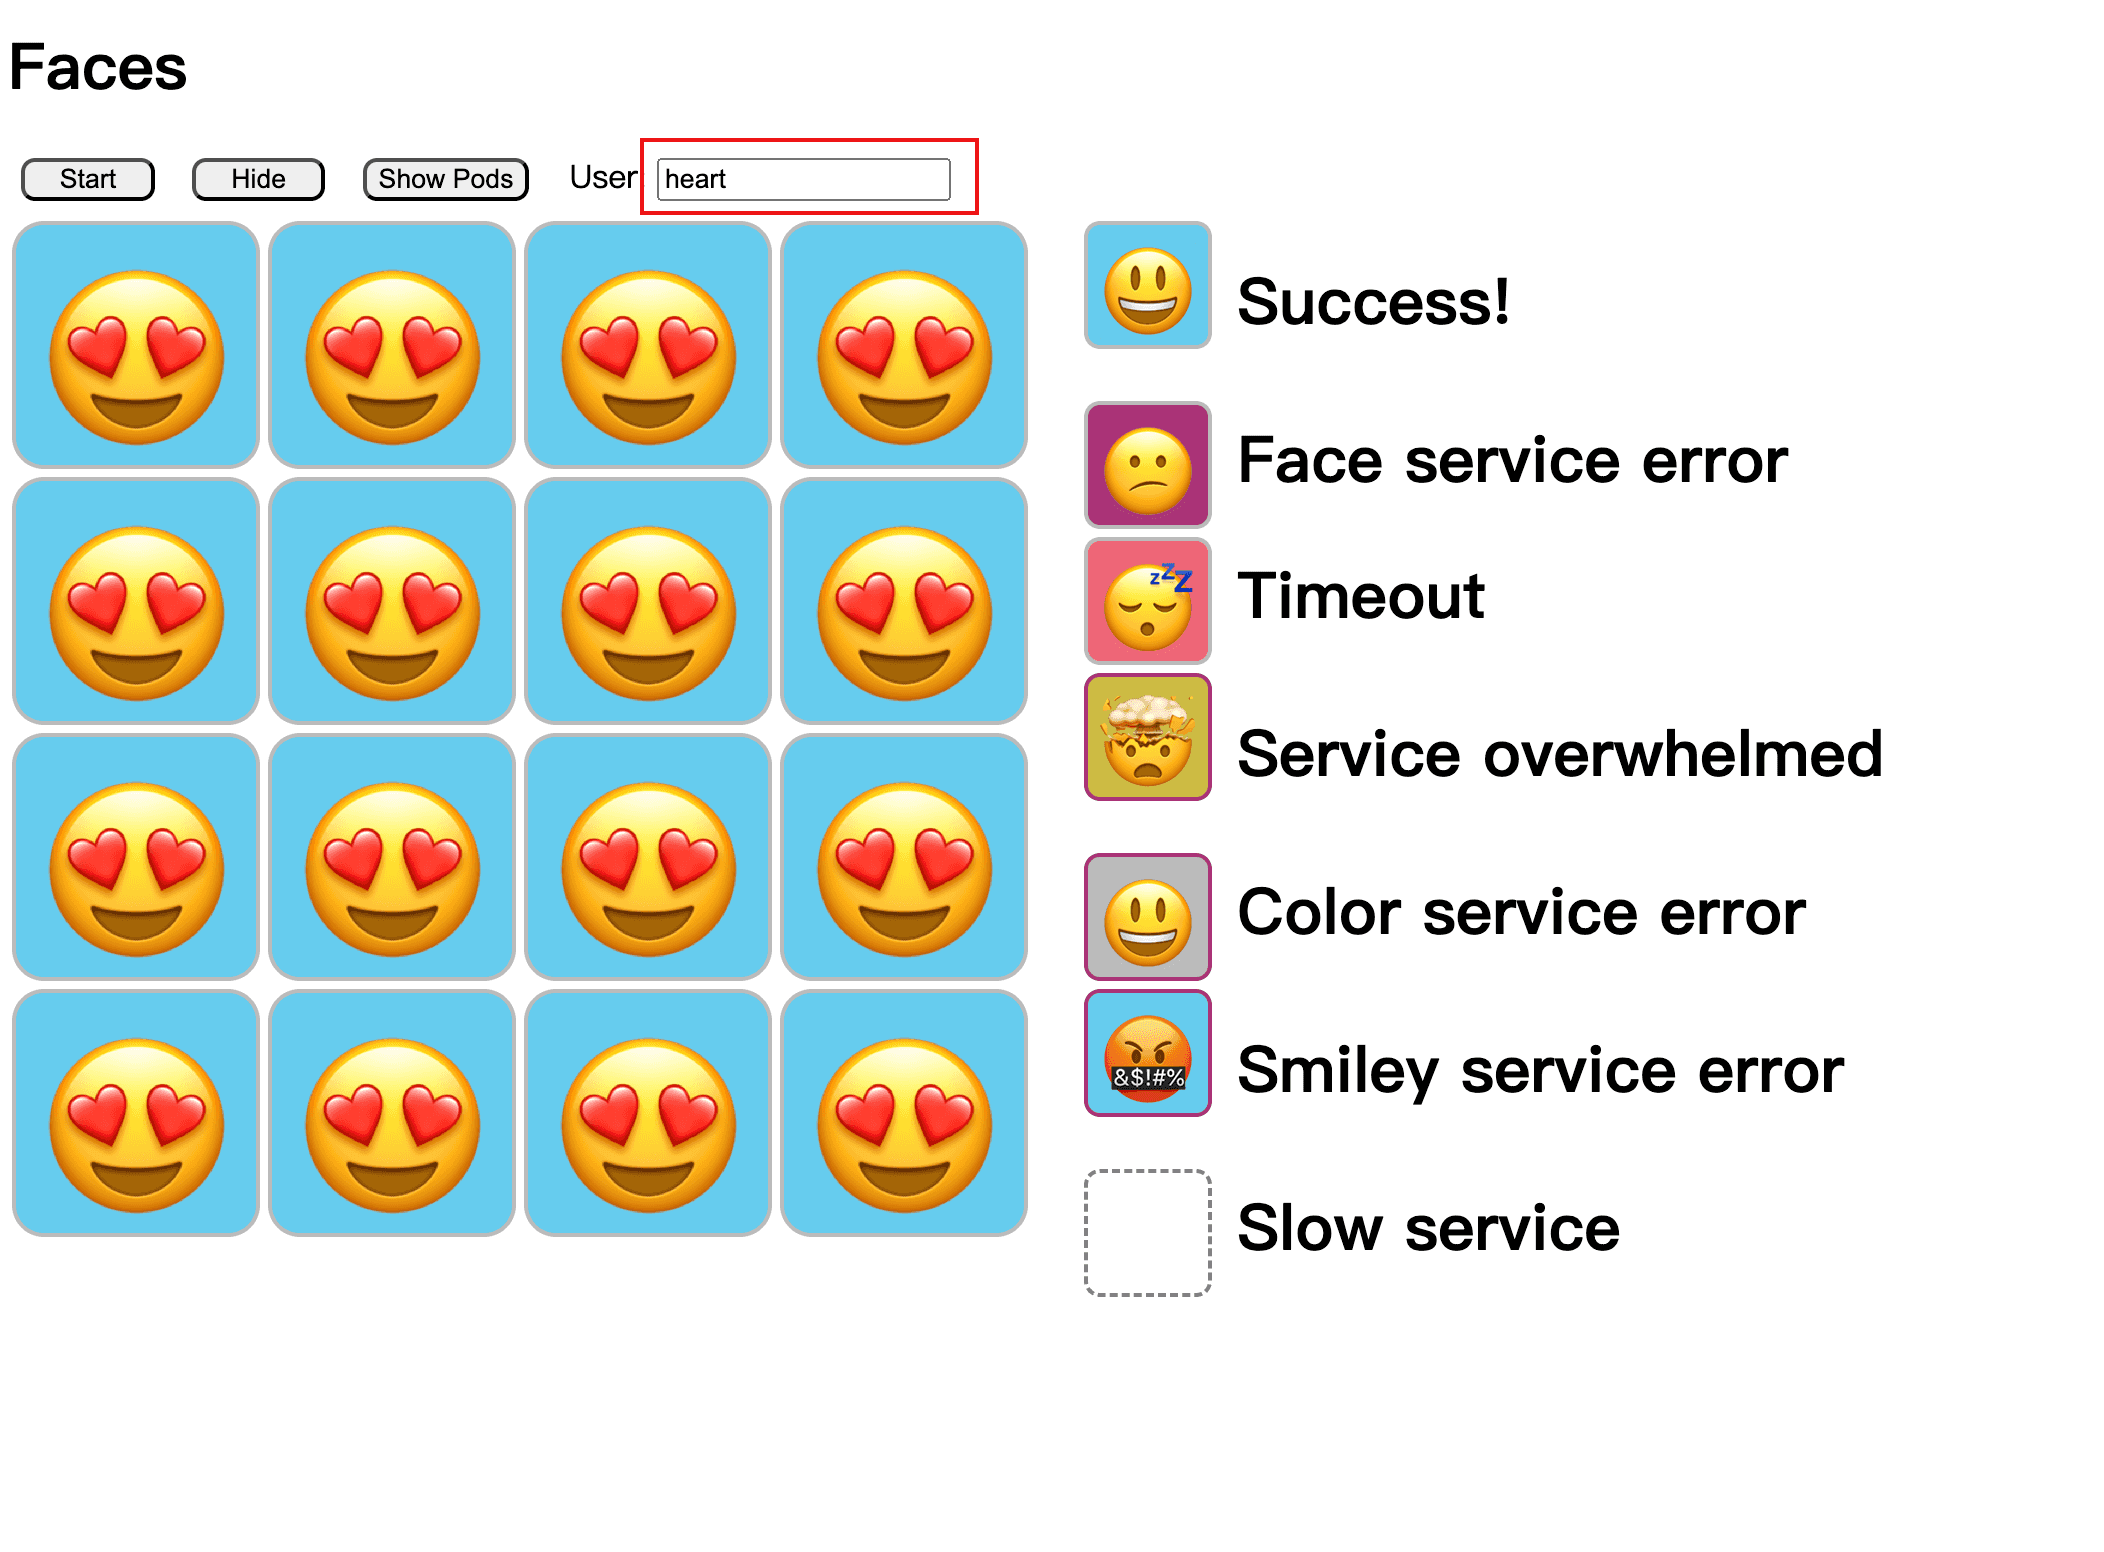 Faces
Start Hide Show Pods User heart
Success!
Face service error
Timeout
zzZ
Service overwhelmed
Color service error
&$!#%
Smiley service error
Slow service